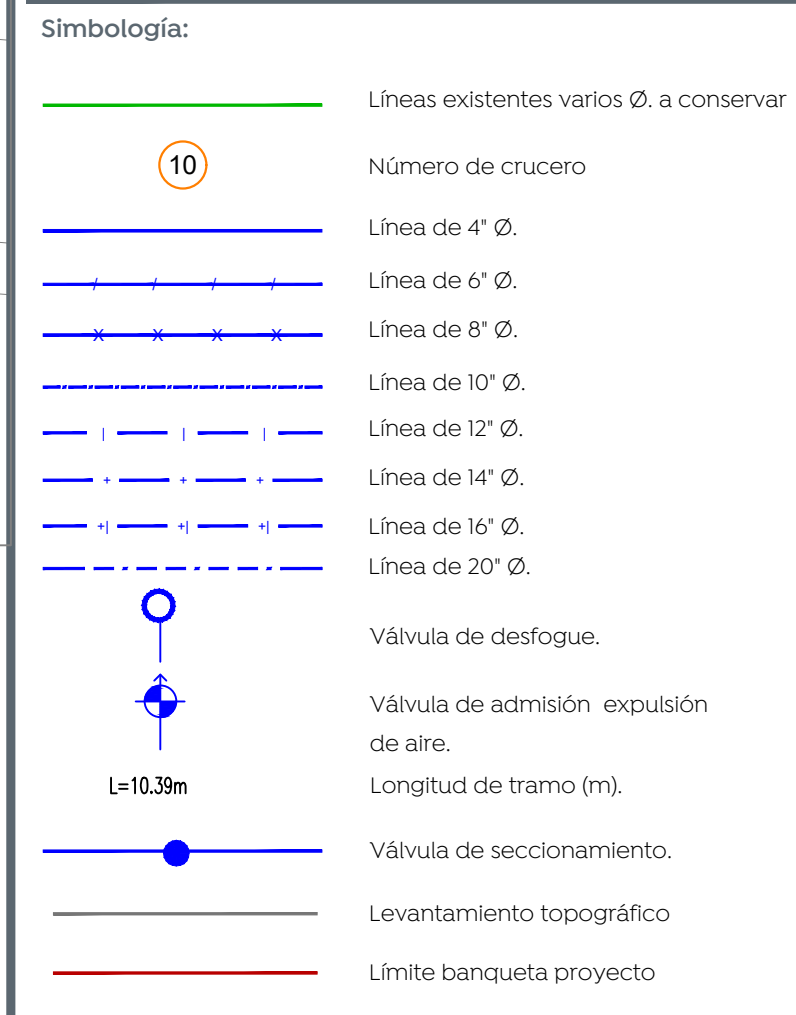 Simbología:
Líneas existentes varios Ø. a conservar
10 Número de crucero
Línea de 4" Ø.
Línea de 6" Ø.
Línea de 8" Ø.
Línea de 10" Ø.
Línea de 12" Ø.
Línea de 14" Ø.
Línea de 16" Ø.
Línea de 20" Ø.
Válvula de desfogue.
Válvula de admisión expulsión
de aire.
L=10.39m Longitud de tramo (m).
Válvula de seccionamiento.
Levantamiento topográfico
Límite banqueta proyecto